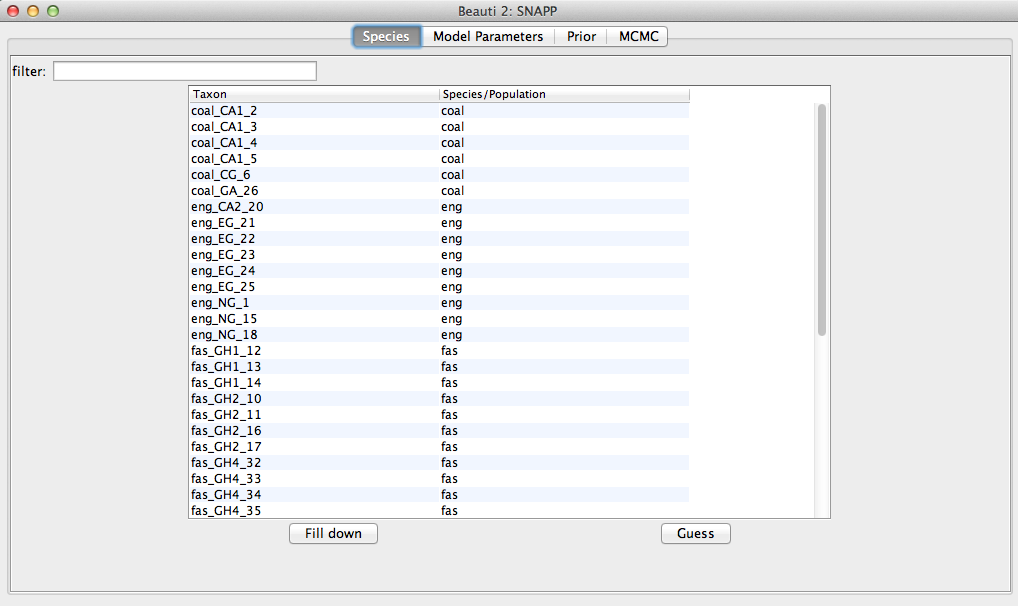 Beauti 2: SNAPP
Species Model Parameters Prior MCMC
filter:
Taxon Species/Population
coal_CA1_2 coal
coal_CA1_3 coal
coal_CA1_4 coal
coal_CA1_5 coal
coal_CG_6 coal
coal_GA_26 coal
eng_CA2_20 eng
eng_EG_21 eng
eng_EG_22 eng
eng_EG_23 eng
eng_EG_24 eng
eng_EG_25 eng
eng_NG_1 eng
eng_NG_15 eng
eng_NG_18 eng
fas_GH1_12 fas
fas_GH1_13 fas
fas_GH1_14 fas
fas_GH2_10 fas
fas_GH2_11 fas
fas_GH2_16 fas
fas_GH2_17 fas
fas_GH4_32 fas
fas_GH4_33 fas
fas_GH4_34 fas
fas_GH4_35 fas
Fill down Guess